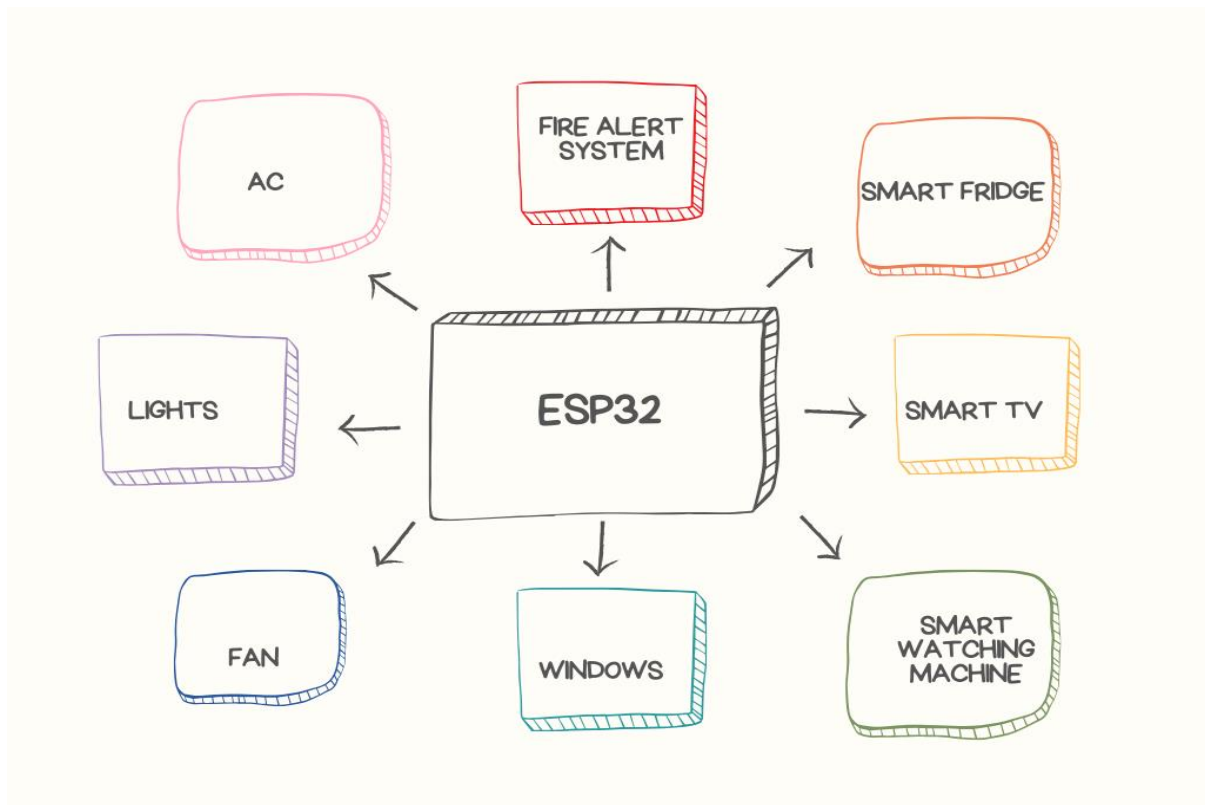 FIRE ALERT
SYSTEM
AC
SMART FRIDGE
LIGHTS
ESP32
SMART TV
FAN
WINDOWS
SMART
WATCHING
MACHINE